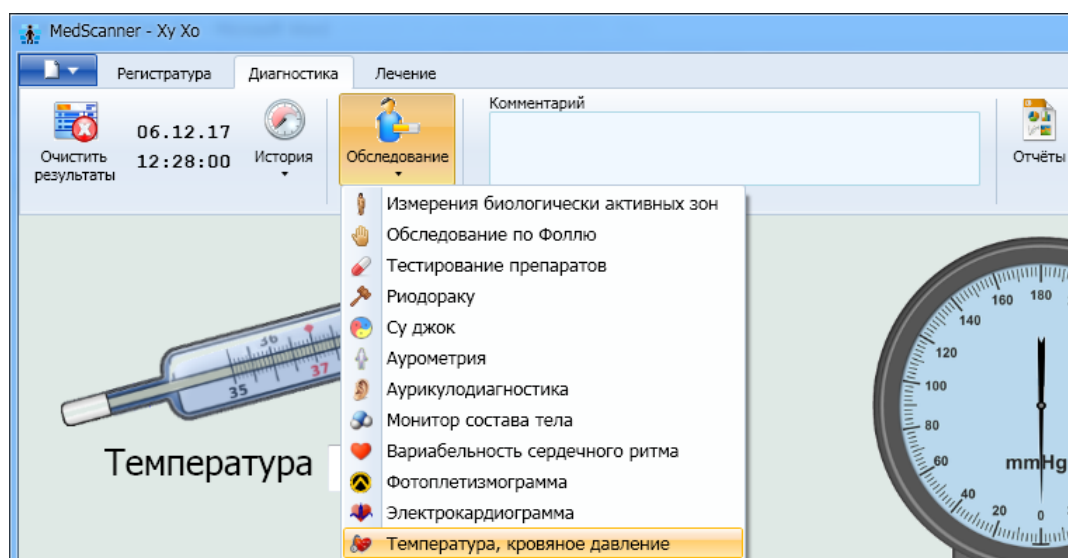 MedScanner - Xy Xo
Регистратура Диагностика Лечение
Очистить результаты
06.12.17
12:28:00
История
Обследование
Комментарий
Отчёты
Измерения биологически активных зон
Обследование по Фоллю
Тестирование препаратов
Риодораку
Су джок
Аурометрия
Аурикулодиагностика
Монитор состава тела
Вариабельность сердечного ритма
Фотоплетизмограмма
Электрокардиограмма
Температура, кровяное давление
36
37
35
Температура
180
160
140
120
100
80
60
40
20
0
mmHg